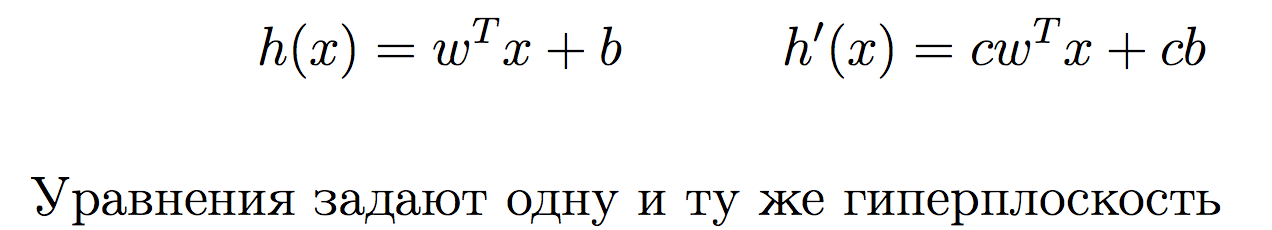 h(x) = w^T x + b h′(x) = cw^T x + cb
Уравнения задают одну и ту же гиперплоскость